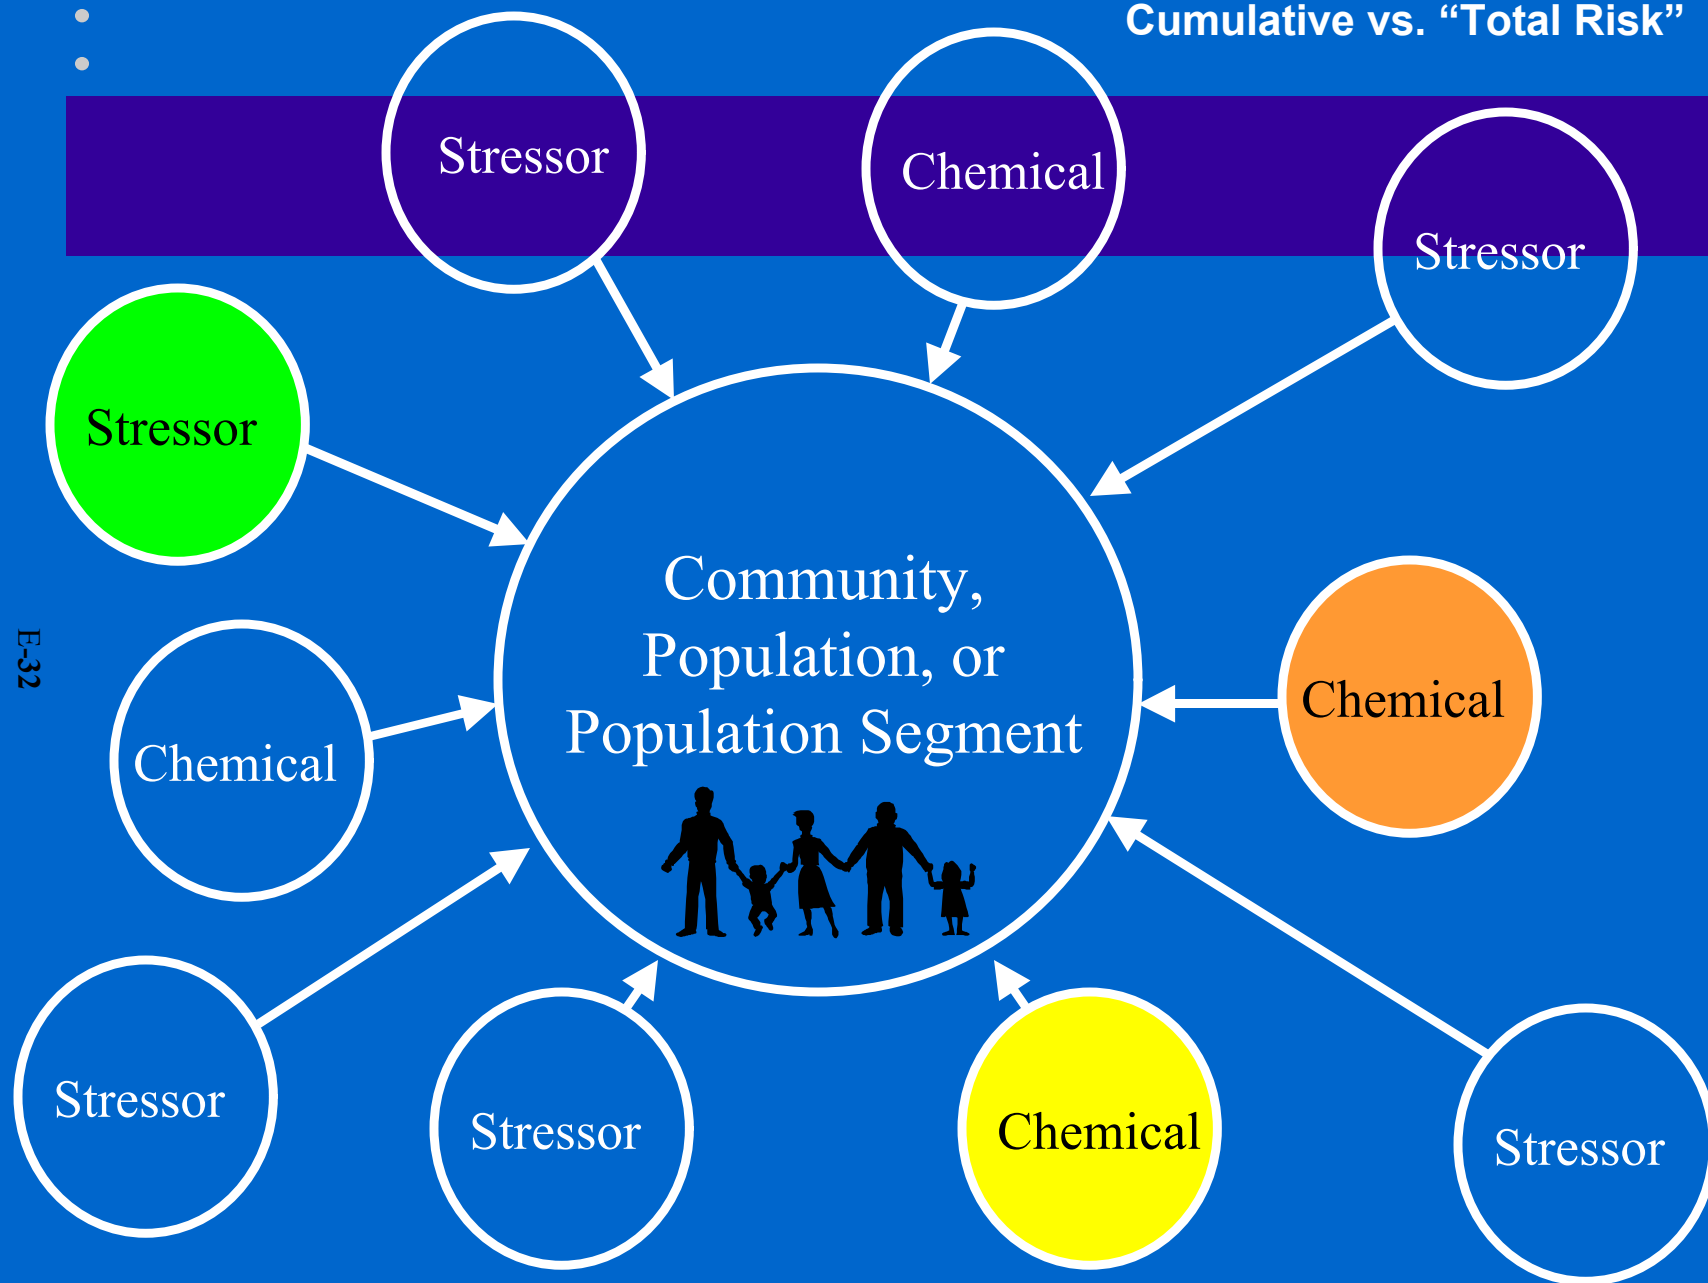 Cumulative vs. “Total Risk”
Stressor
Chemical
Stressor
Stressor
Community,
Population, or
Population Segment
Chemical
Chemical
Stressor
Stressor
Chemical
Stressor
E-32